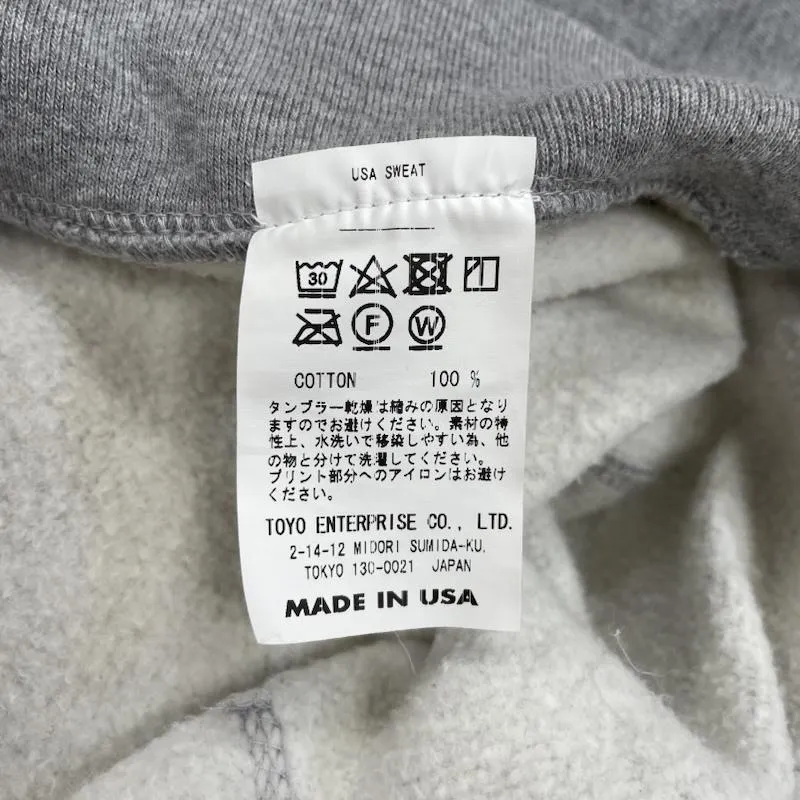 USA SWEAT
30
F W
COTTON 100 %
タンブラー乾燥は縮みの原因となり
ますのでお避けください。素材の特
性上、水洗いで移染しやすい為、他
の物と分けて洗濯してください。
プリント部分へのアイロンはお避け
ください。
TOYO ENTERPRISE CO., LTD.
2-14-12 MIDORI SUMIDA-KU,
TOKYO 130-0021 JAPAN
MADE IN USA